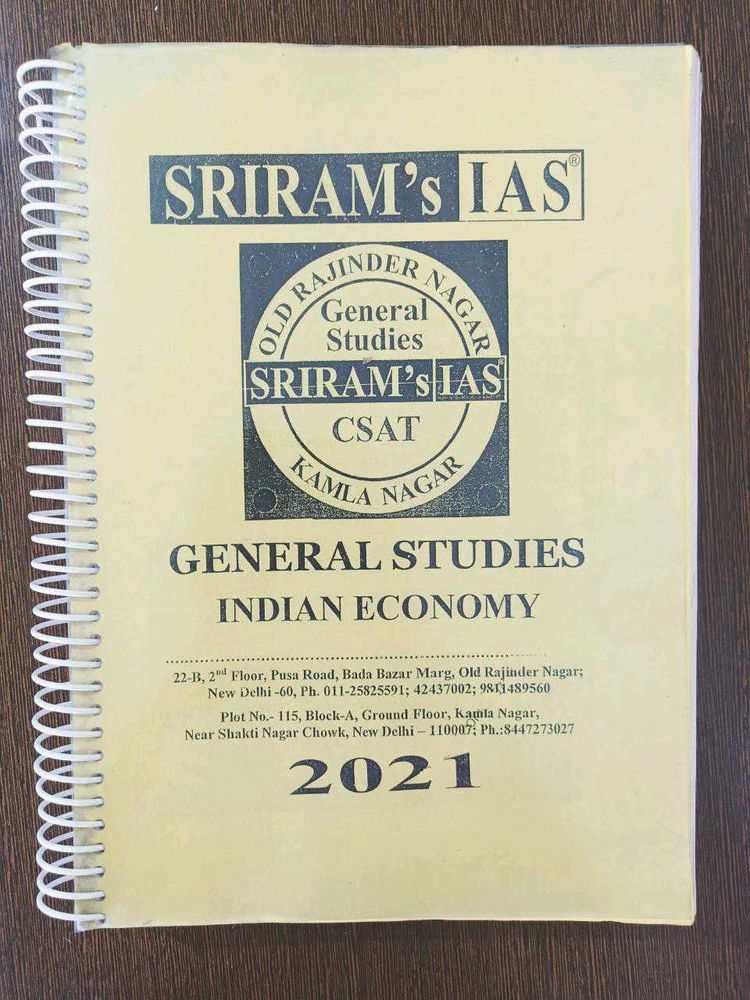 SRIRAM's IAS®
OLD RAJINDER NAGAR
General
Studies
SRIRAM's IAS®
CSAT
KAMLA NAGAR
GENERAL STUDIES
INDIAN ECONOMY
22-B, 2nd Floor, Pusa Road, Bada Bazar Marg, Old Rajinder Nagar;
New Delhi -60, Ph. 011-25825591; 42437002; 9811489560
Plot No.- 115, Block-A, Ground Floor, Kamla Nagar,
Near Shakti Nagar Chowk, New Delhi – 110007; Ph.:8447273027
2021